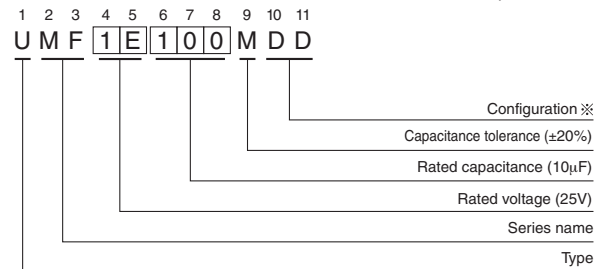 1 2 3 4 5 6 7 8 9 10 11
U M F 1 E 1 0 0 M D D
Configuration ※
Capacitance tolerance (±20%)
Rated capacitance (10μF)
Rated voltage (25V)
Series name
Type